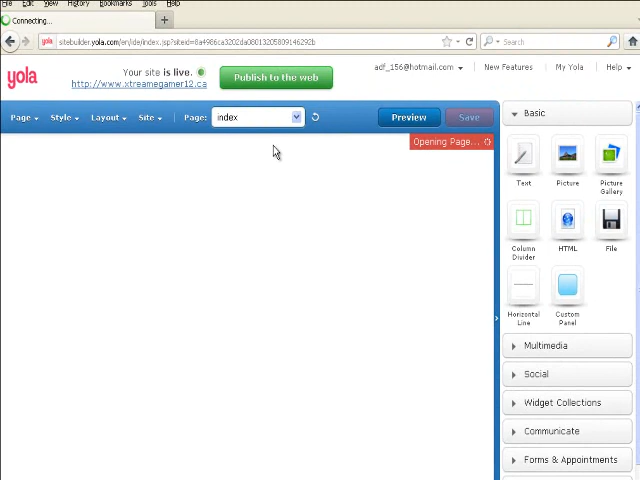 File Edit View History Bookmarks Tools Help
Connecting...
yola sitebuilder.yola.com/en/ide/index.jsp?siteid=8a4986ca3202da08013205809146292b Search
yola
Your site is live.
http://www.xtreamegamer12.ca
Publish to the web
adf_156@hotmail.com New Features My Yola Help
Page Style Layout Site Page: index Preview Save
Opening Page...
Basic
Text Picture Picture Gallery
Column Divider HTML File
Horizontal Line Custom Panel
Multimedia
Social
Widget Collections
Communicate
Forms & Appointments